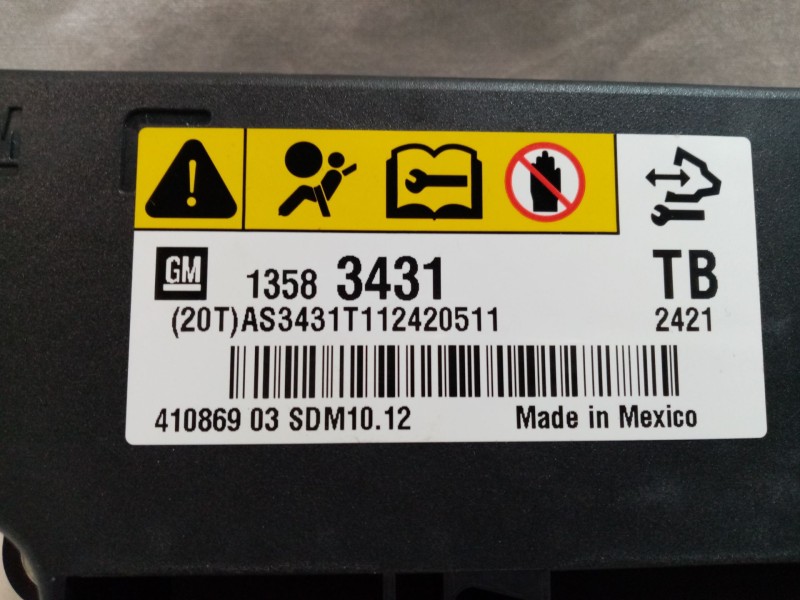 GM 1358 3431 TB
(20T)AS3431T112420511 2421
410869 03 SDM10.12 Made in Mexico